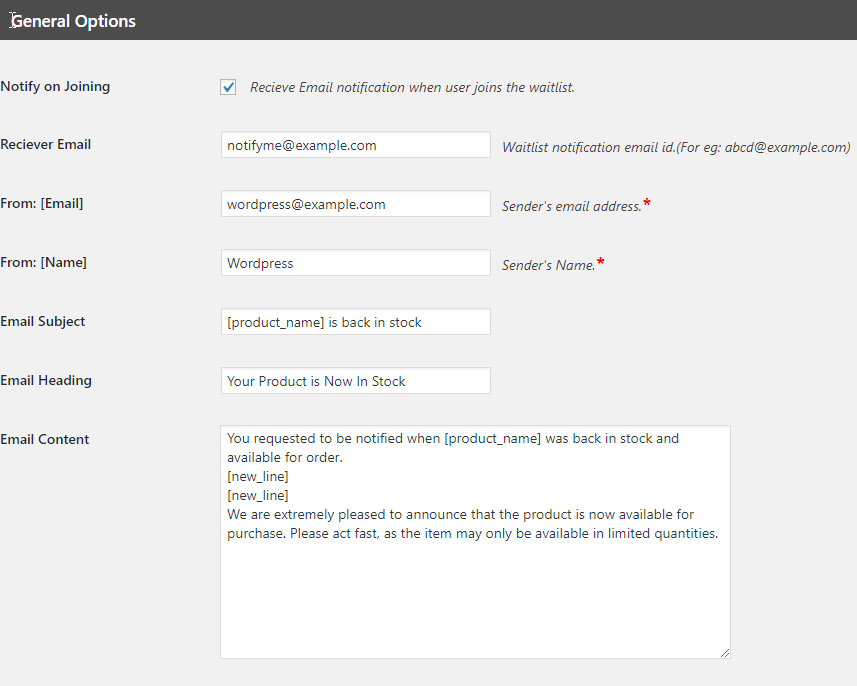 General Options
Notify on Joining
Recieve Email notification when user joins the waitlist.
Reciever Email
notifyme@example.com
Waitlist notification email id.(For eg: abcd@example.com)
From: [Email]
wordpress@example.com
Sender's email address.*
From: [Name]
Wordpress
Sender's Name.*
Email Subject
[product_name] is back in stock
Email Heading
Your Product is Now In Stock
Email Content
You requested to be notified when [product_name] was back in stock and
available for order.
[new_line]
[new_line]
We are extremely pleased to announce that the product is now available for
purchase. Please act fast, as the item may only be available in limited quantities.